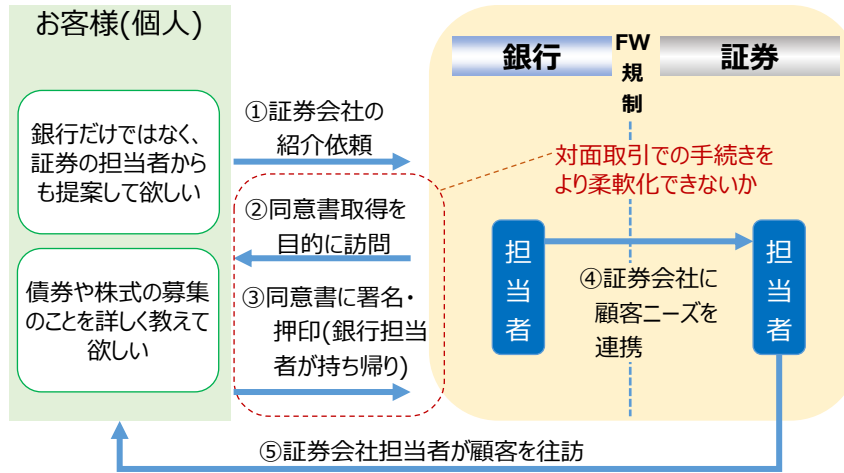 お客様(個人)
銀行だけではなく、
証券の担当者から
も提案して欲しい
債券や株式の募集
のことを詳しく教えて
欲しい
①証券会社の
紹介依頼
②同意書取得を
目的に訪問
③同意書に署名・
押印(銀行担当
者が持ち帰り)
銀行
FW
規
制
証券
対面取引での手続きを
より柔軟化できないか
担
当
者
④証券会社に
顧客ニーズを
連携
担
当
者
⑤証券会社担当者が顧客を往訪